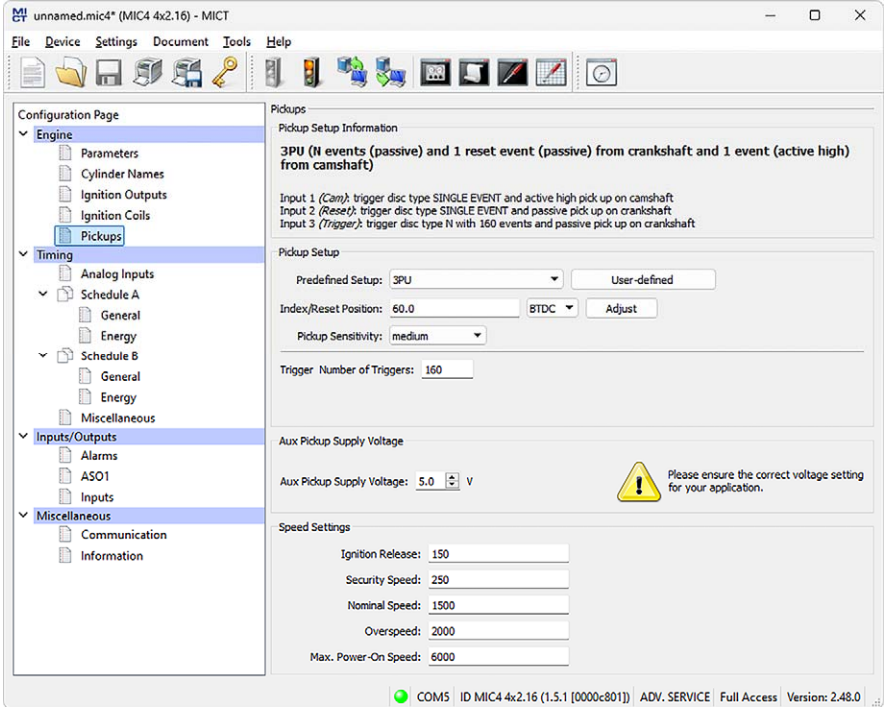 MICT unnamed.mic4* (MIC4 4x2.16) - MICT
File Device Settings Document Tools Help
Configuration Page
Engine
Parameters
Cylinder Names
Ignition Outputs
Ignition Coils
Pickups
Timing
Analog Inputs
Schedule A
General
Energy
Schedule B
General
Energy
Miscellaneous
Inputs/Outputs
Alarms
ASO1
Inputs
Miscellaneous
Communication
Information
Pickups
Pickup Setup Information
3PU (N events (passive) and 1 reset event (passive) from crankshaft and 1 event (active high)
from camshaft)
Input 1 (Cam): trigger disc type SINGLE EVENT and active high pick up on camshaft
Input 2 (Reset): trigger disc type SINGLE EVENT and passive pick up on crankshaft
Input 3 (Trigger): trigger disc type N with 160 events and passive pick up on crankshaft
Pickup Setup
Predefined Setup: 3PU User-defined
Index/Reset Position: 60.0 BTDC Adjust
Pickup Sensitivity: medium
Trigger Number of Triggers: 160
Aux Pickup Supply Voltage
Aux Pickup Supply Voltage: 5.0 V
Please ensure the correct voltage setting
for your application.
Speed Settings
Ignition Release: 150
Security Speed: 250
Nominal Speed: 1500
Overspeed: 2000
Max. Power-On Speed: 6000
COM5 ID MIC4 4x2.16 (1.5.1 [0000c801]) ADV. SERVICE Full Access Version: 2.48.0